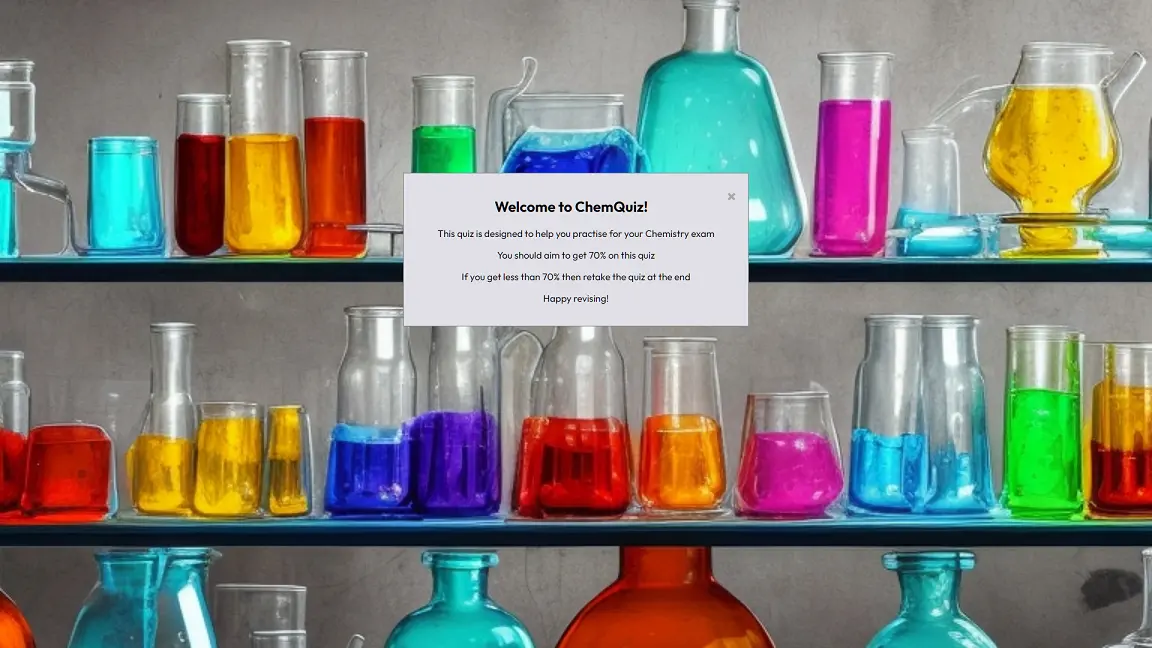 Welcome to ChemQuiz!
This quiz is designed to help you practise for your Chemistry exam
You should aim to get 70% on this quiz
If you get less than 70% then retake the quiz at the end
Happy revising!